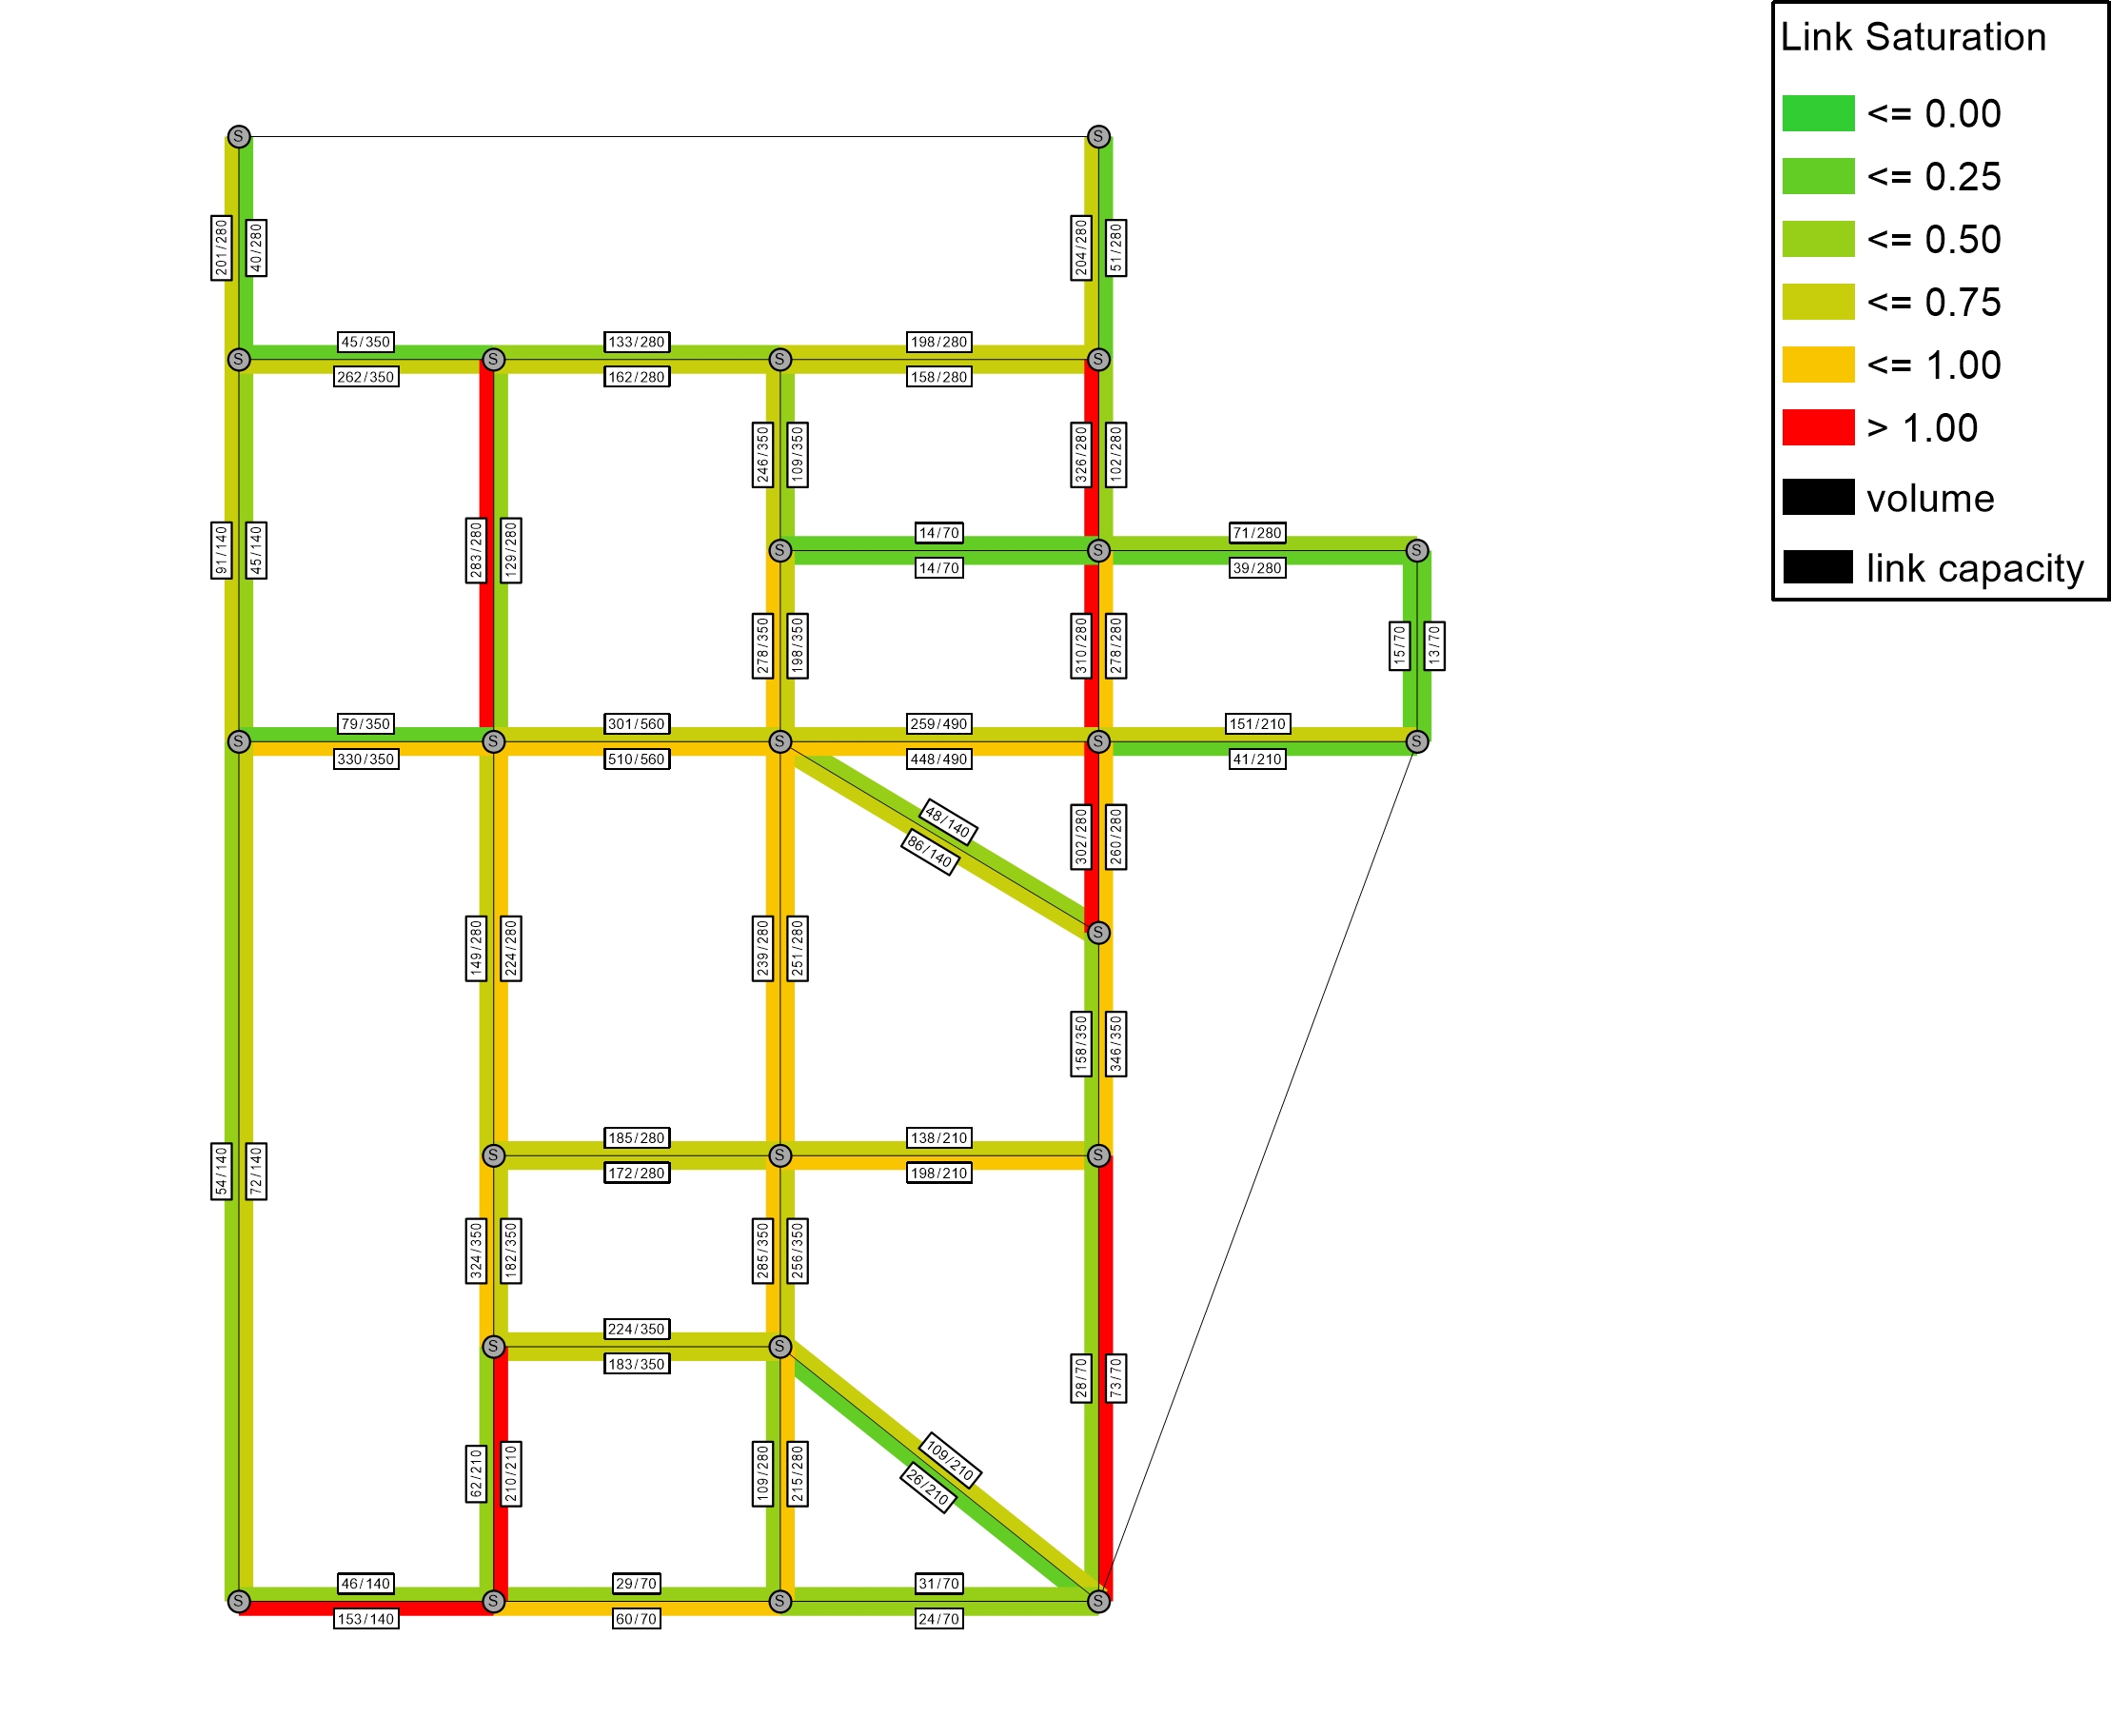 Link Saturation
<= 0.00
<= 0.25
<= 0.50
<= 0.75
<= 1.00
> 1.00
volume
link capacity
S
S
201/280
40/280
204/280
51/280
45/350
133/280
198/280
S
S
S
S
262/350
162/280
158/280
246/350
109/350
326/280
102/280
91/140
45/140
283/280
129/280
14/70
71/280
S
S
S
14/70
39/280
278/350
198/350
310/280
278/280
15/70
13/70
79/350
301/560
259/490
151/210
S
S
S
S
S
330/350
510/560
448/490
41/210
48/140
86/140
302/280
260/280
S
149/280
224/280
239/280
251/280
158/350
346/350
54/140
72/140
185/280
138/210
S
S
S
172/280
198/210
324/350
182/350
285/350
256/350
224/350
S
S
183/350
28/70
73/70
62/210
210/210
109/280
215/280
109/210
26/210
46/140
29/70
31/70
S
S
S
S
153/140
60/70
24/70